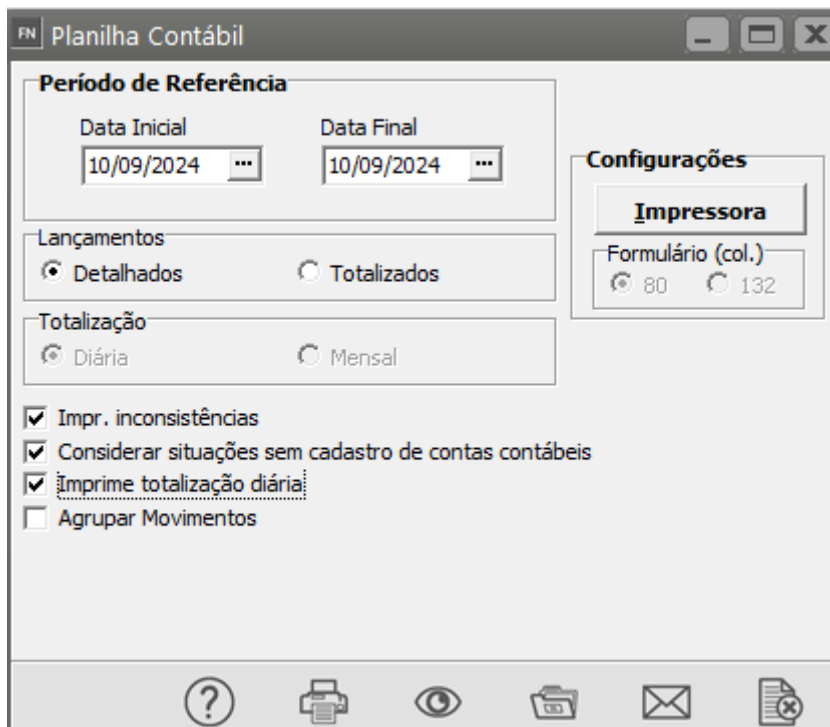 FN Planilha Contábil
Período de Referência
Data Inicial Data Final
10/09/2024 ... 10/09/2024 ...
Configurações
Impressora
Formulário (col.)
80 132
Lançamentos
Detalhados Totalizados
Totalização
Diária Mensal
Impr. inconsistências
Considerar situações sem cadastro de contas contábeis
Imprime totalização diária
Agrupar Movimentos